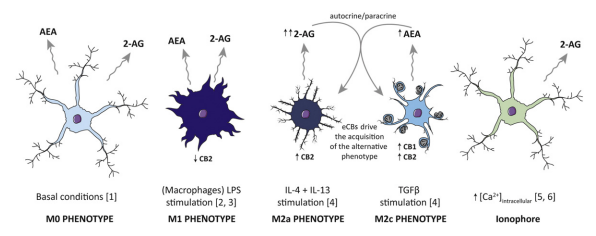 autocrine/paracrine
AEA
2-AG
AEA
2-AG
↑↑2-AG
↑AEA
2-AG
eCBs drive
the acquisition
of the alternative
phenotype
↓ CB2
↑ CB2
↑ CB1
↑ CB2
Basal conditions [1]
M0 PHENOTYPE
(Macrophages) LPS
stimulation [2, 3]
M1 PHENOTYPE
IL-4 + IL-13
stimulation [4]
M2a PHENOTYPE
TGFβ
stimulation [4]
M2c PHENOTYPE
↑ [Ca²⁺]intracellular [5, 6]
Ionophore